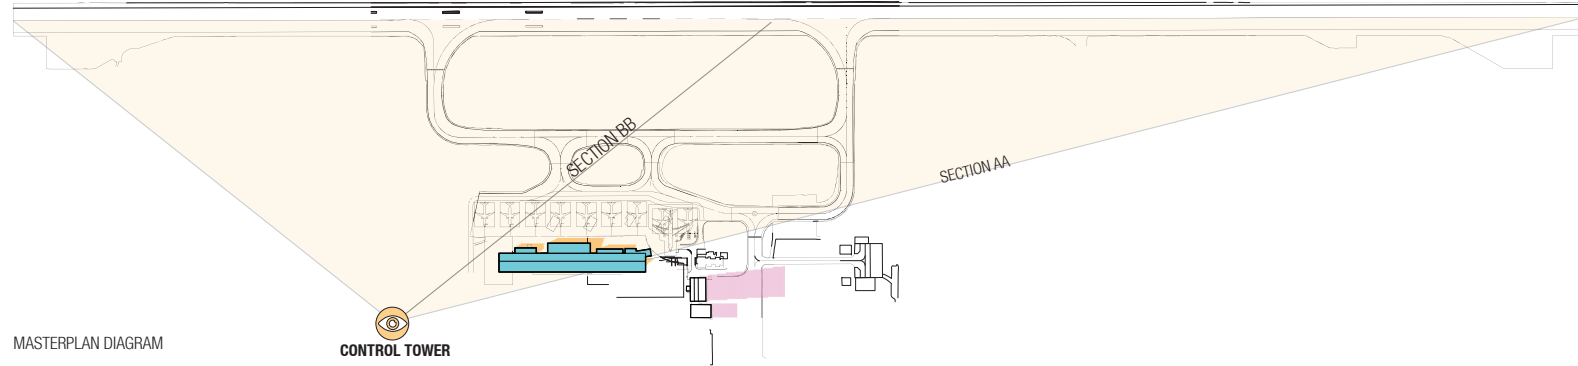 SECTION BB
SECTION AA
MASTERPLAN DIAGRAM
CONTROL TOWER